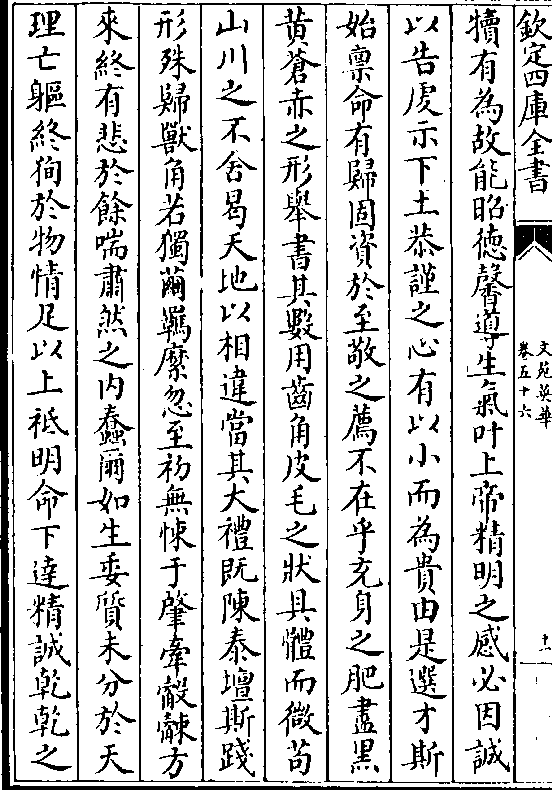 欽定四庫全書
文苑英華
卷五十六
十一
犢有為故能昭德馨導生氣叶上帝精明之感必因誠
以告虔示下土恭謹之心有以小而為貴由是選才斯
始禀命有歸固資於至敬之薦不在乎充身之肥盡黑
黄蒼赤之形舉書其數用齒角皮毛之狀具體而微苟
山川之不舍曷天地以相違當其大禮既陳泰壇斯踐
形殊歸獸角若獨繭羈縻忽至初無悚于肇牽觳觫方
來終有悲於餘喘肅然之内蠢爾如生委質未分於天
理亡軀終狥於物情足以上祗明命下達精誠乾乾之